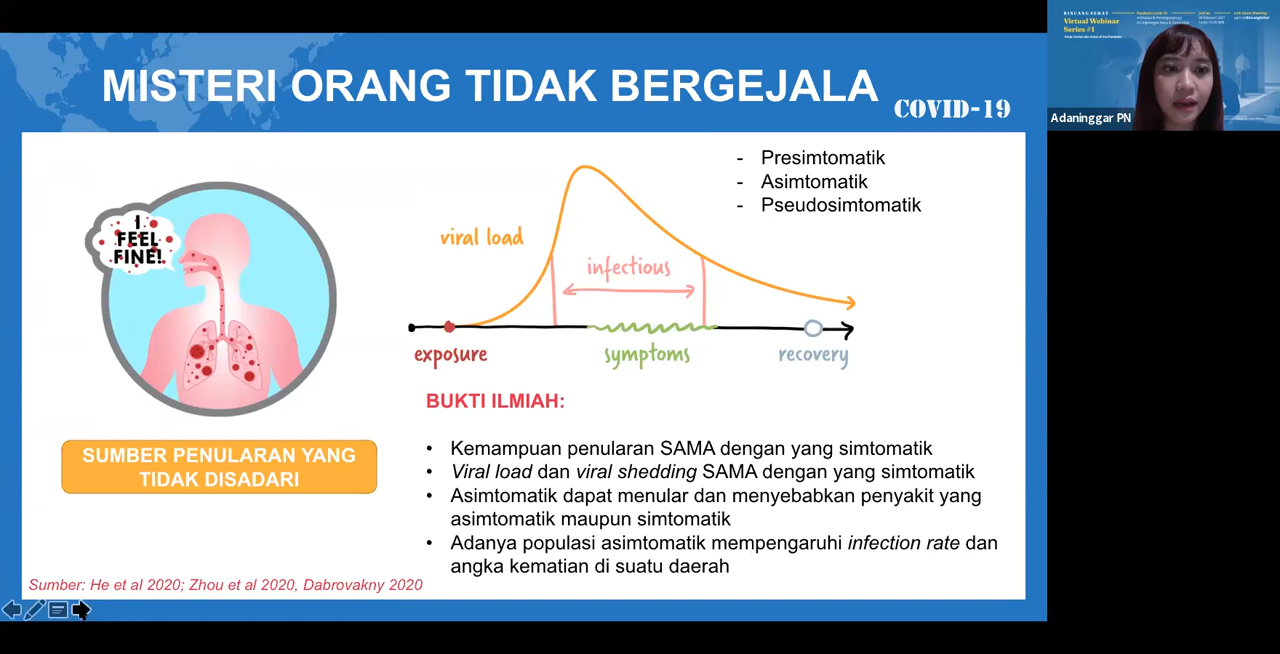 MISTERI ORANG TIDAK BERGEJALA
COVID-19
I
FEEL
FINE!
SUMBER PENULARAN YANG
TIDAK DISADARI
viral load
infectious
exposure
symptoms
recovery
- Presimtomatik
- Asimtomatik
- Pseudosimtomatik
BUKTI ILMIAH:
• Kemampuan penularan SAMA dengan yang simtomatik
• Viral load dan viral shedding SAMA dengan yang simtomatik
• Asimtomatik dapat menular dan menyebabkan penyakit yang
asimtomatik maupun simtomatik
• Adanya populasi asimtomatik mempengaruhi infection rate dan
angka kematian di suatu daerah
Sumber: He et al 2020; Zhou et al 2020, Dabrovakny 2020
BINCANG SEHAT
Virtual Webinar
Series #1
Adaninggar PN